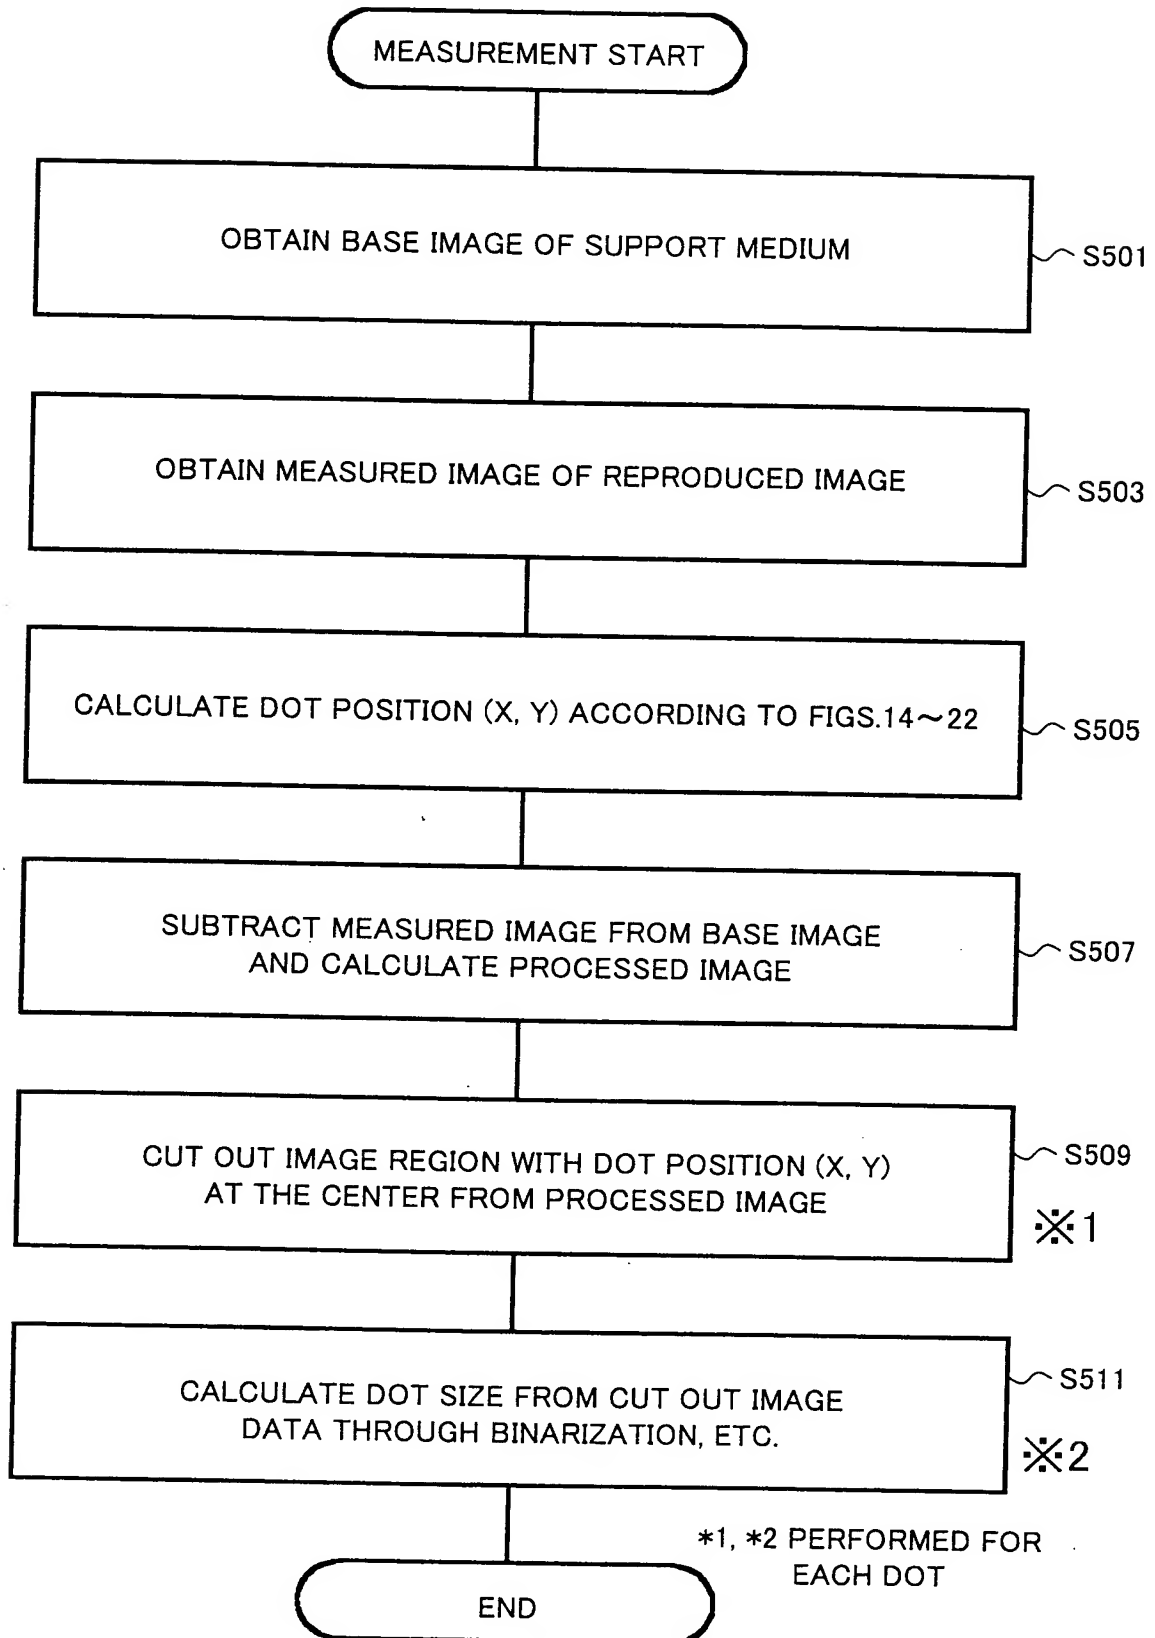 MEASUREMENT START
OBTAIN BASE IMAGE OF SUPPORT MEDIUM
S501
OBTAIN MEASURED IMAGE OF REPRODUCED IMAGE
S503
CALCULATE DOT POSITION (X, Y) ACCORDING TO FIGS.14～22
S505
SUBTRACT MEASURED IMAGE FROM BASE IMAGE
AND CALCULATE PROCESSED IMAGE
S507
CUT OUT IMAGE REGION WITH DOT POSITION (X, Y)
AT THE CENTER FROM PROCESSED IMAGE
S509
※1
CALCULATE DOT SIZE FROM CUT OUT IMAGE
DATA THROUGH BINARIZATION, ETC.
S511
※2
*1, *2 PERFORMED FOR
EACH DOT
END